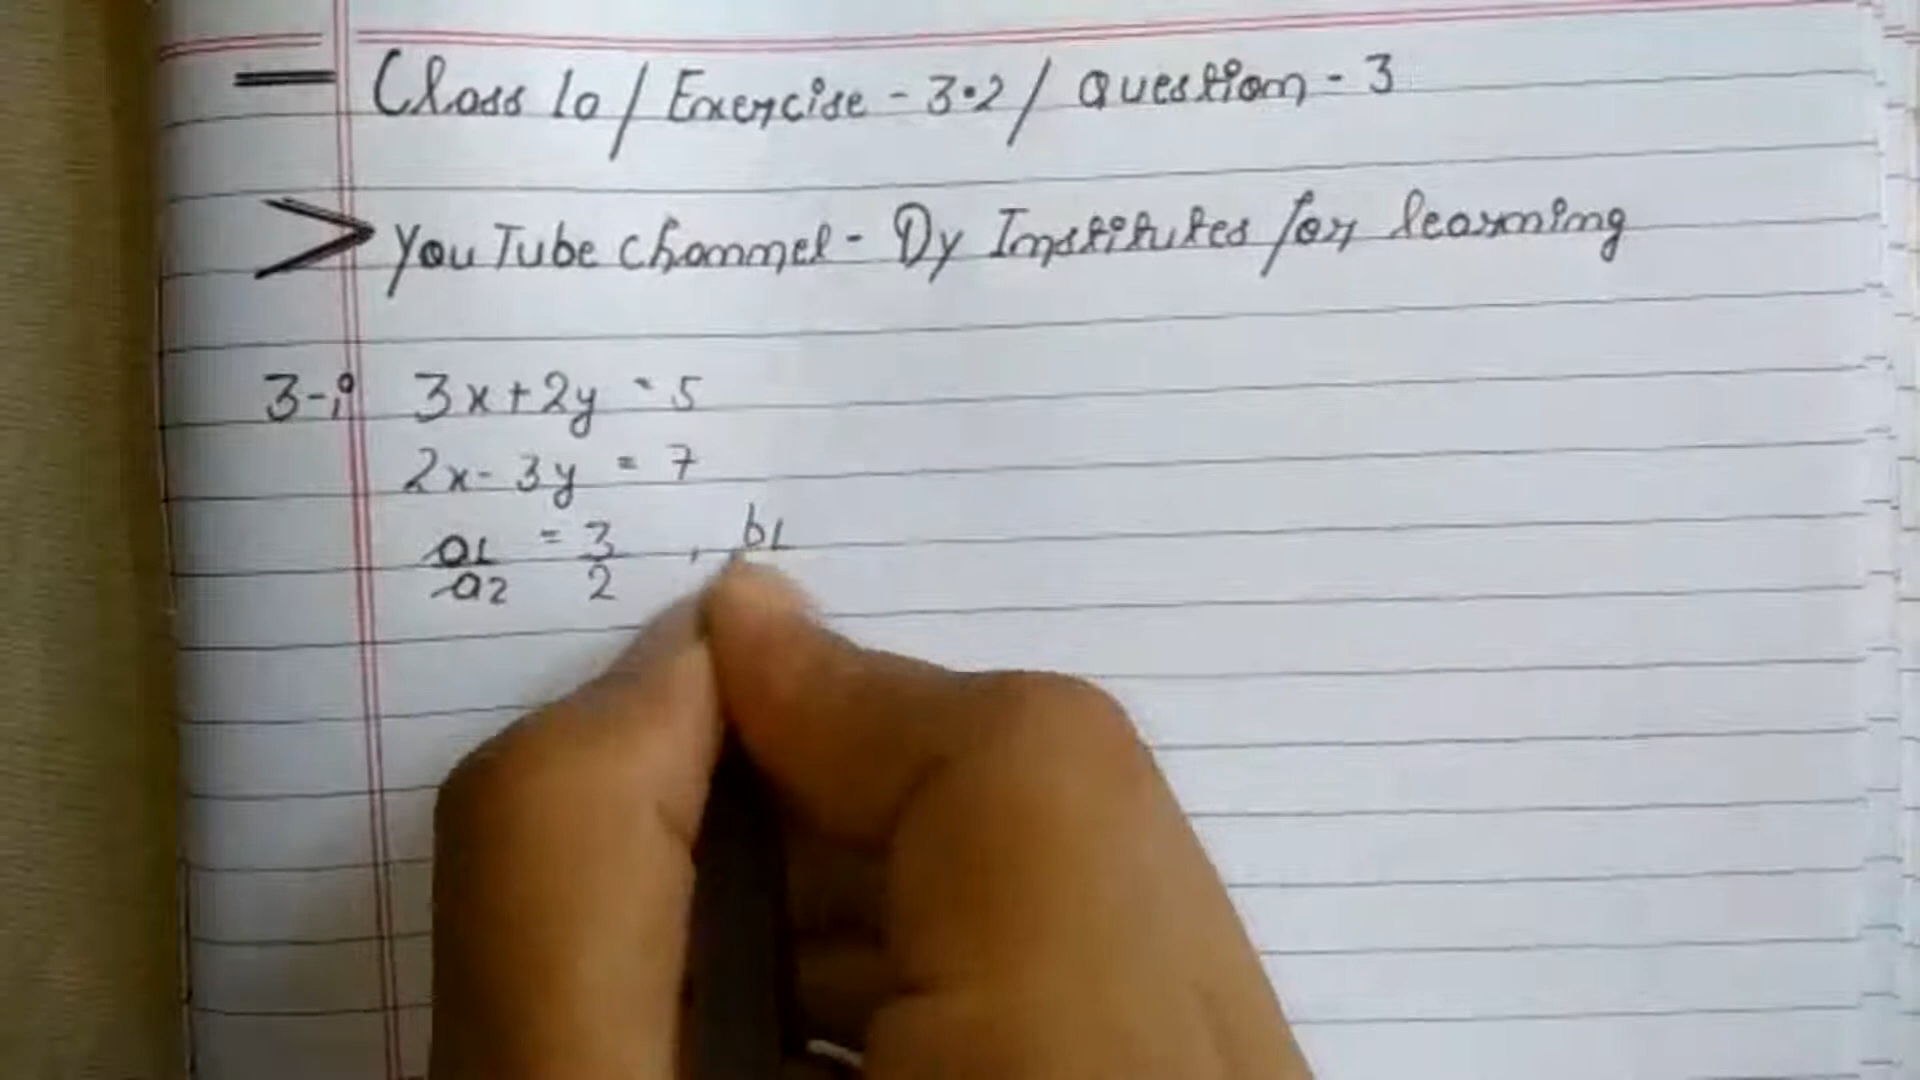 Class 10 / Exercise - 3.2 / Question - 3
> YouTube channel - Dy Institutes for learning
3-i 3x + 2y = 5
2x - 3y = 7
a1/a2 = 3/2 , b1